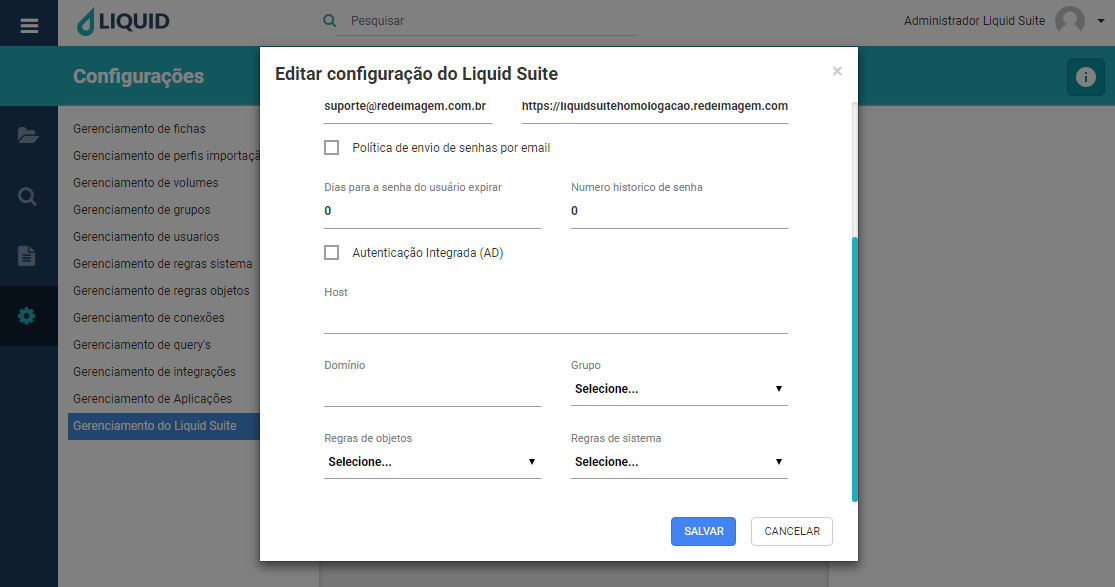 LIQUID
Pesquisar
Administrador Liquid Suite
Configurações
Gerenciamento de fichas
Gerenciamento de perfis importaçã
Gerenciamento de volumes
Gerenciamento de grupos
Gerenciamento de usuarios
Gerenciamento de regras sistema
Gerenciamento de regras objetos
Gerenciamento de conexões
Gerenciamento de query's
Gerenciamento de integrações
Gerenciamento de Aplicações
Gerenciamento do Liquid Suite
Editar configuração do Liquid Suite
×
suporte@redeimagem.com.br
https://liquidsuitehomologacao.redeimagem.com
Política de envio de senhas por email
Dias para a senha do usuário expirar
Numero historico de senha
0
0
Autenticação Integrada (AD)
Host
Domínio
Grupo
Selecione...
Regras de objetos
Regras de sistema
Selecione...
Selecione...
SALVAR
CANCELAR